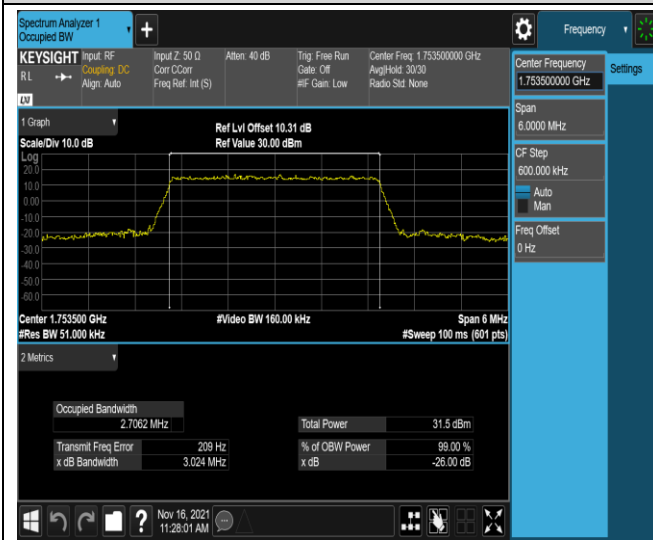 Spectrum Analyzer 1
Occupied BW
+
Frequency
KEYSIGHT
RL
LXI
Input: RF
Coupling: DC
Align: Auto
Input Z: 50 Ω
Corr CCorr
Freq Ref: Int (S)
Atten: 40 dB
Trig: Free Run
Gate: Off
#IF Gain: Low
Center Freq: 1.753500000 GHz
Avg|Hold: 30/30
Radio Std: None
Center Frequency
1.753500000 GHz
Settings
Span
6.0000 MHz
CF Step
600.000 kHz
Auto
Man
Freq Offset
0 Hz
1 Graph
Scale/Div 10.0 dB
Ref Lvl Offset 10.31 dB
Ref Value 30.00 dBm
Log
20.0
10.0
0.00
-10.0
-20.0
-30.0
-40.0
-50.0
-60.0
Center 1.753500 GHz
#Video BW 160.00 kHz
Span 6 MHz
#Res BW 51.000 kHz
#Sweep 100 ms (601 pts)
2 Metrics
Occupied Bandwidth
2.7062 MHz
Total Power 31.5 dBm
Transmit Freq Error 209 Hz
% of OBW Power 99.00 %
x dB Bandwidth 3.024 MHz
x dB -26.00 dB
?
Nov 16, 2021
11:28:01 AM